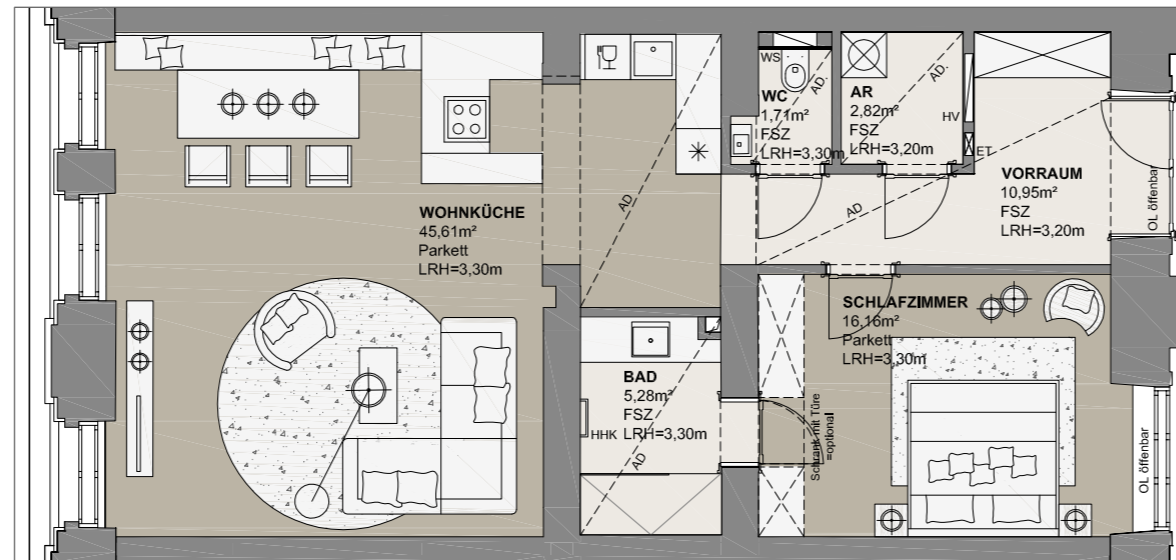 WS
WC
1,71m²
FSZ
LRH=3,30m
AD.
AR
2,82m²
FSZ
LRH=3,20m
AD.
HV
ET
VORRAUM
10,95m²
FSZ
LRH=3,20m
AD
OL öffenbar
WOHNKÜCHE
45,61m²
Parkett
LRH=3,30m
AD
SCHLAFZIMMER
16,16m²
Parkett
LRH=3,30m
BAD
5,28m²
FSZ
LRH=3,30m
HHK
AD
Schrank mit Türe
=optional
OL öffenbar